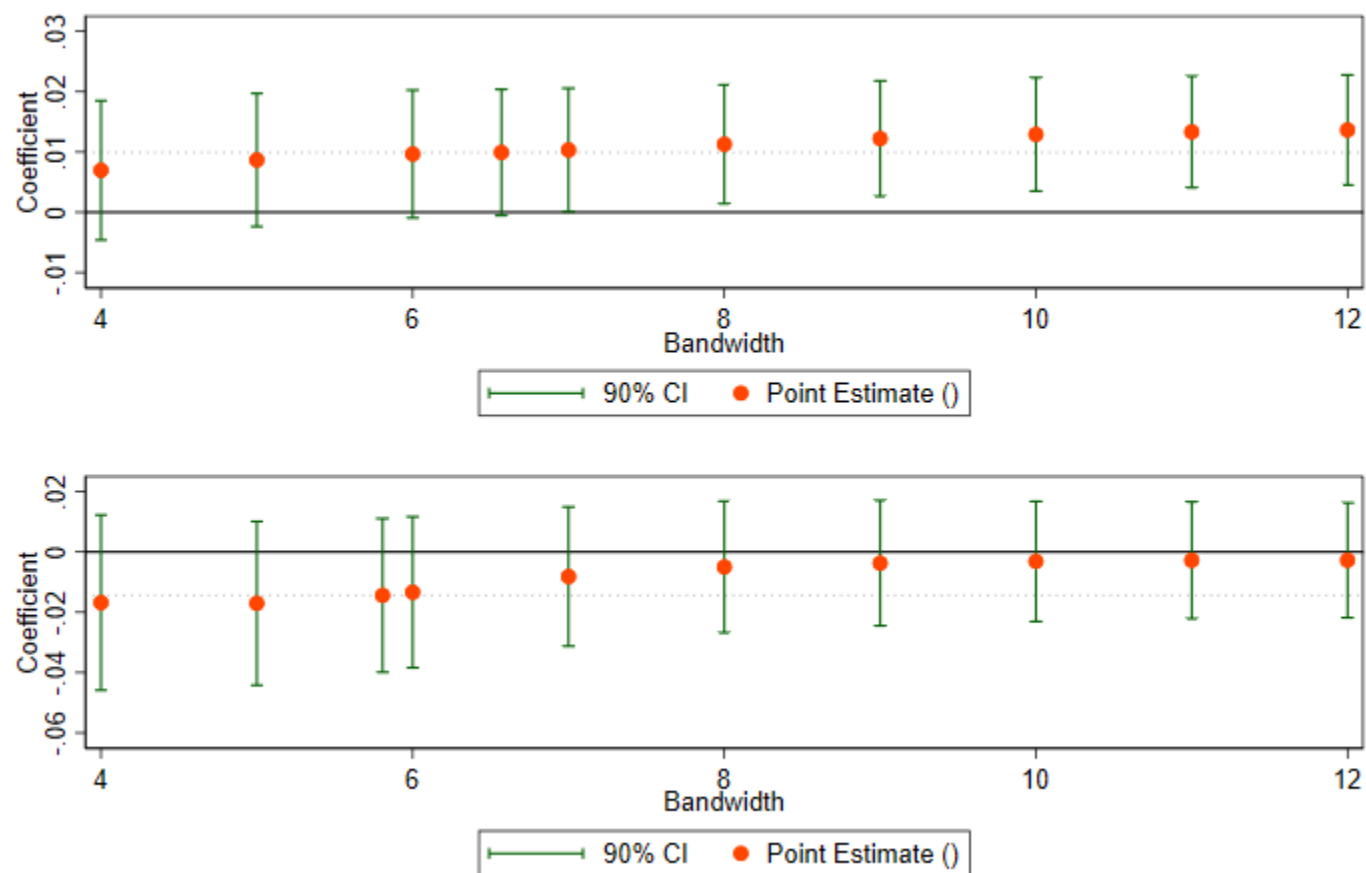 Coefficient
.03
.02
.01
0
-.01
4 6 8 10 12
Bandwidth
90% CI Point Estimate ()
Coefficient
.02
0
-.02
-.04
-.06
4 6 8 10 12
Bandwidth
90% CI Point Estimate ()